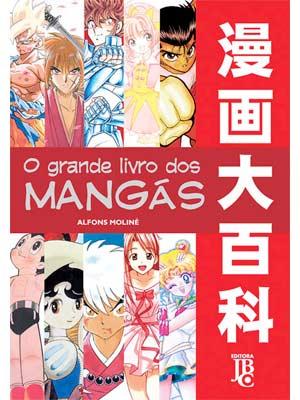 O grande livro dos
MANGÁS
ALFONS MOLINÉ
漫画大百科
EDITORA
JBC